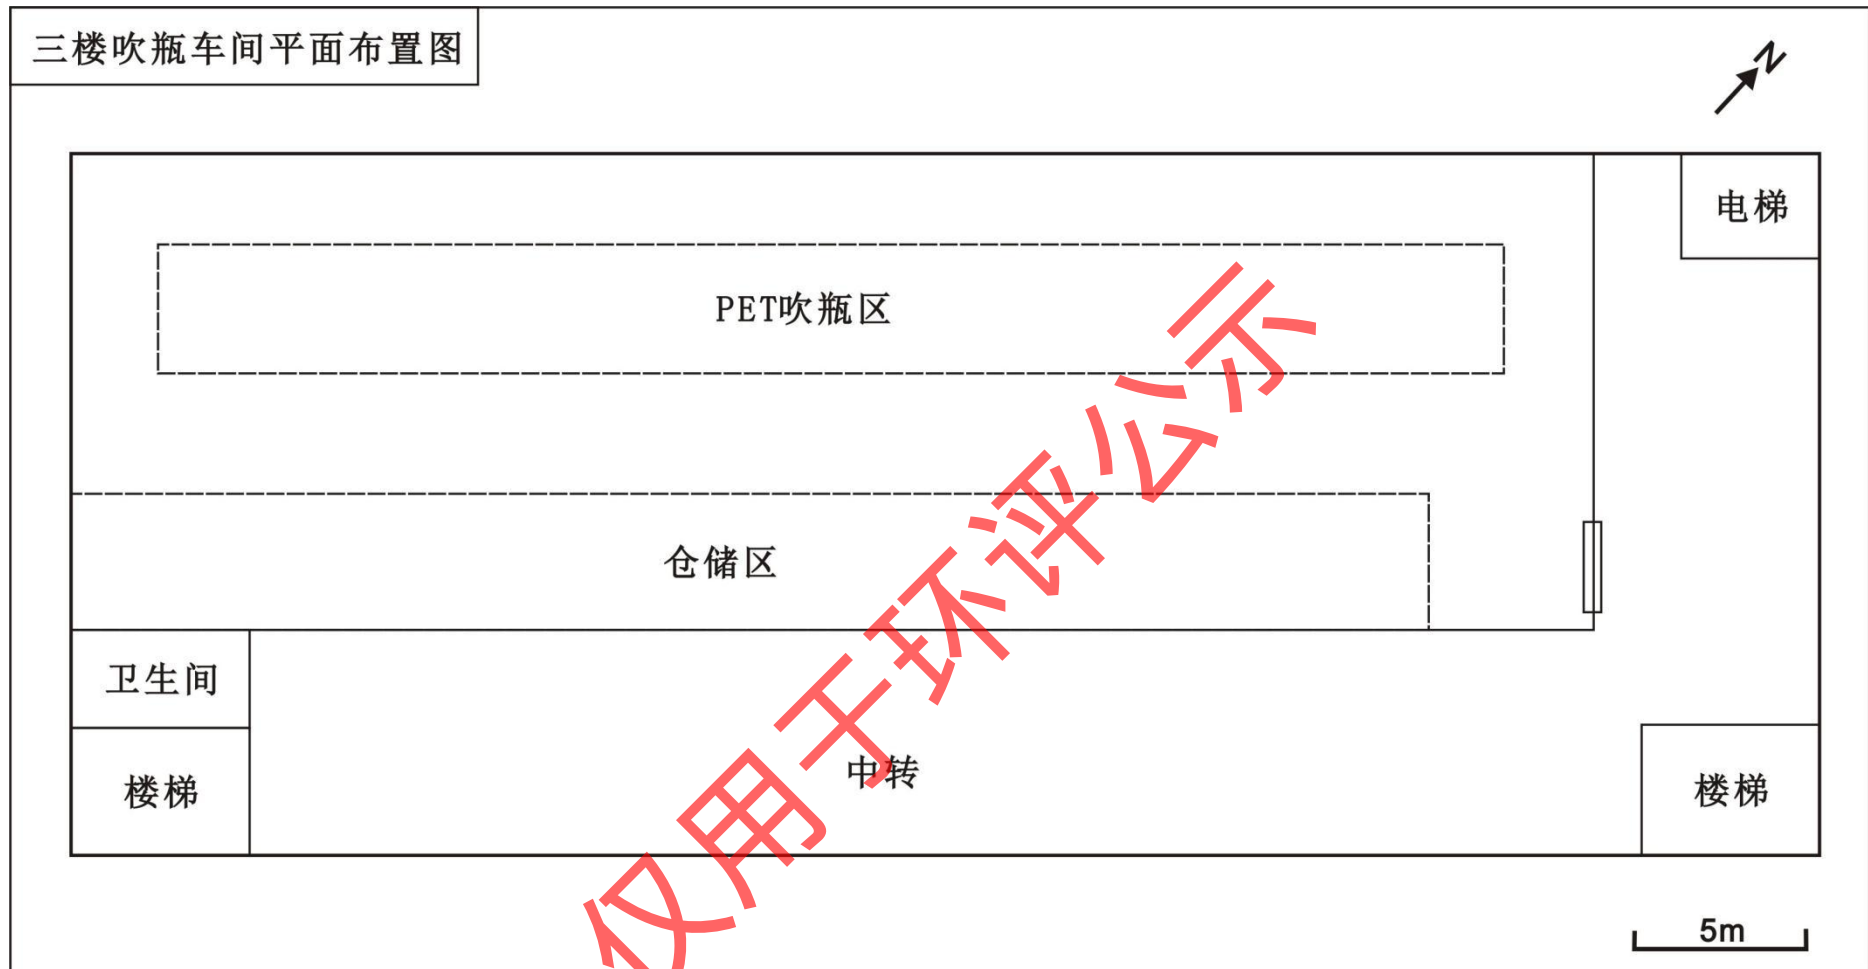 三楼吹瓶车间平面布置图
N
电梯
PET吹瓶区
仓储区
卫生间
楼梯
中转
楼梯
5m
仅用于环评公示